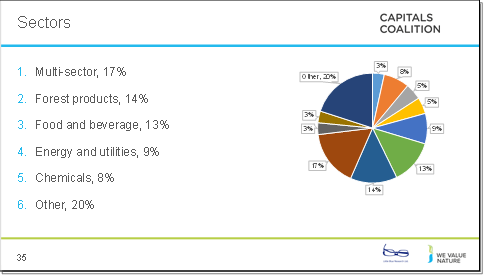 Sectors
CAPITALS
COALITION
1. Multi-sector, 17%
2. Forest products, 14%
3. Food and beverage, 13%
4. Energy and utilities, 9%
5. Chemicals, 8%
6. Other, 20%
Other, 20%
3%
8%
5%
5%
9%
13%
14%
17%
3%
3%
35
WE VALUE
NATURE